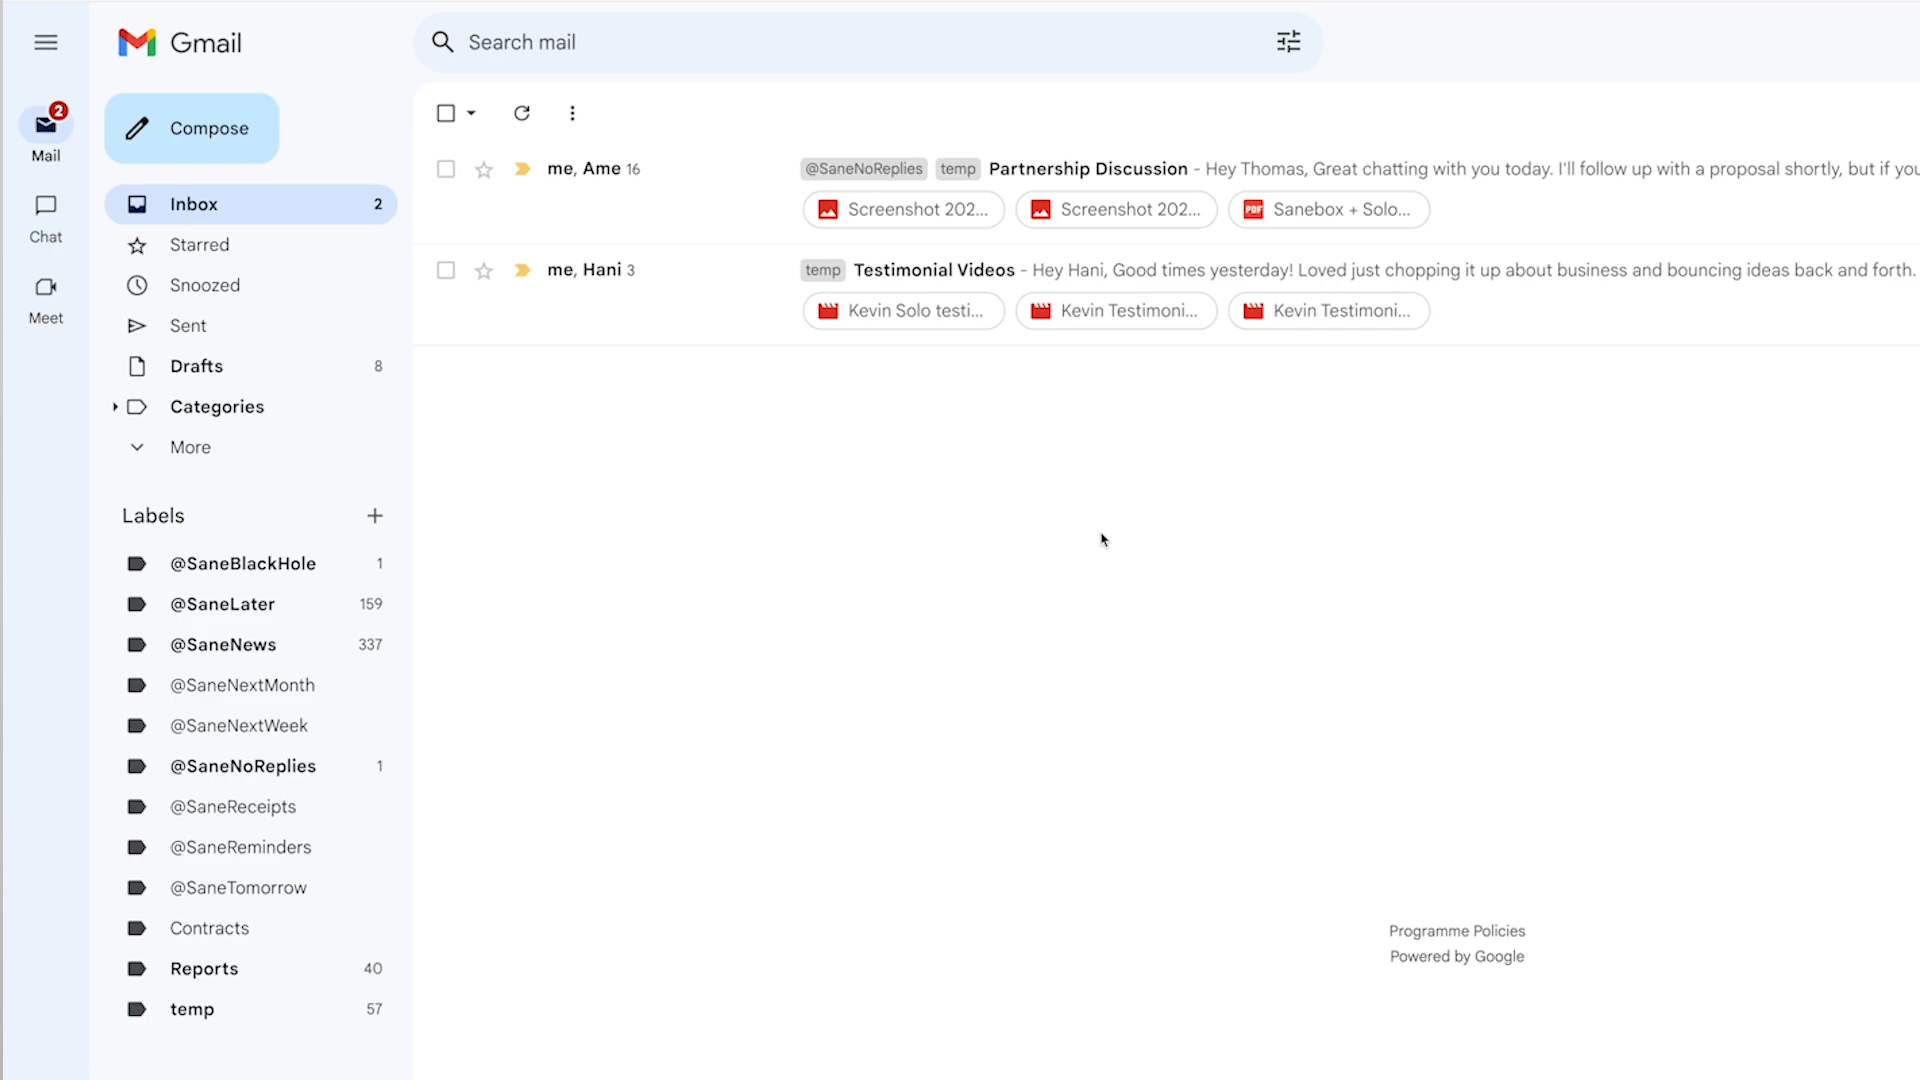 Gmail
Search mail
2
Mail
Chat
Meet
Compose
Inbox 2
Starred
Snoozed
Sent
Drafts 8
Categories
More
Labels
@SaneBlackHole 1
@SaneLater 159
@SaneNews 337
@SaneNextMonth
@SaneNextWeek
@SaneNoReplies 1
@SaneReceipts
@SaneReminders
@SaneTomorrow
Contracts
Reports 40
temp 57
me, Ame 16 @SaneNoReplies temp Partnership Discussion - Hey Thomas, Great chatting with you today. I'll follow up with a proposal shortly, but if you
Screenshot 202... Screenshot 202... PDF Sanebox + Solo...
me, Hani 3 temp Testimonial Videos - Hey Hani, Good times yesterday! Loved just chopping it up about business and bouncing ideas back and forth.
Kevin Solo testi... Kevin Testimoni... Kevin Testimoni...
Programme Policies
Powered by Google